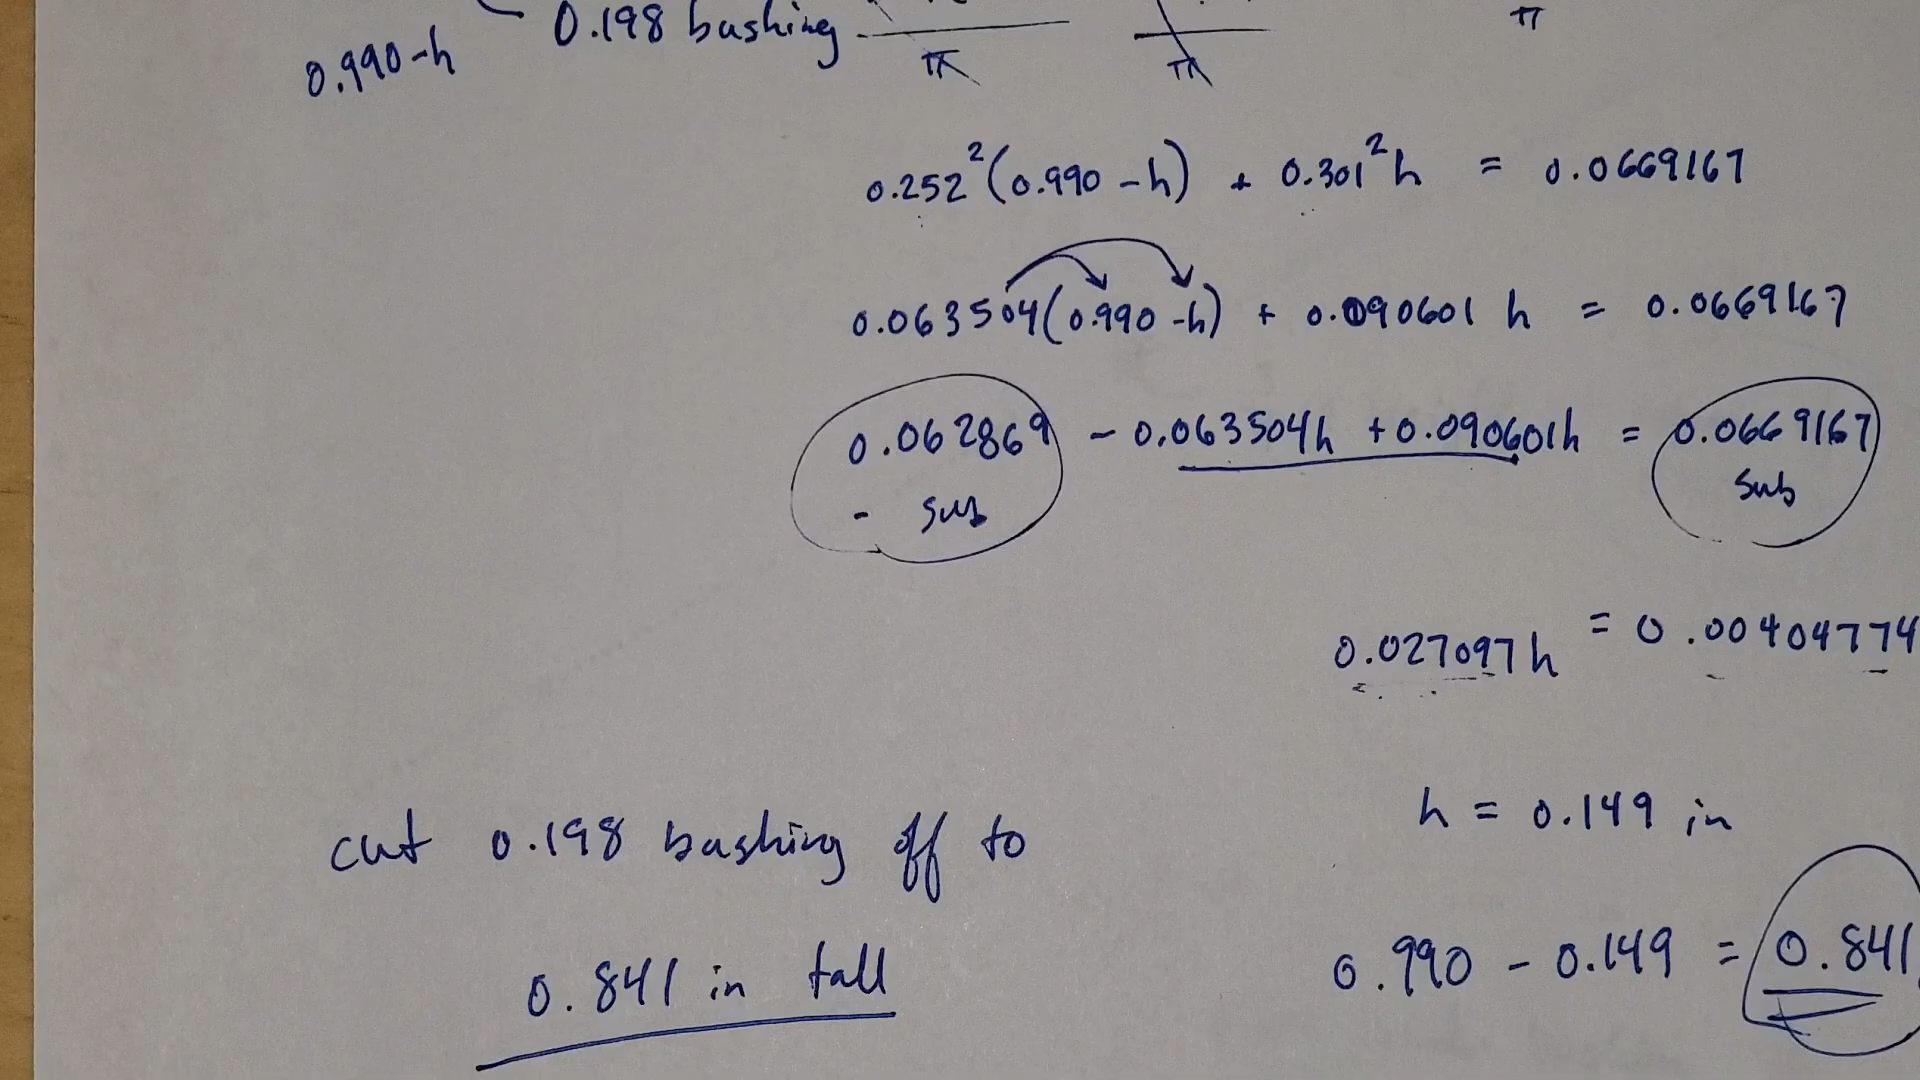 0.990-h
0.198 bushing
π π π
0.252²(0.990 - h) + 0.301²h = 0.0669167
0.063504(0.990 - h) + 0.090601 h = 0.0669167
0.062869 - 0.063504h + 0.090601h = 0.0669167
- sub sub
0.027097h = 0.00404774
h = 0.149 in
cut 0.198 bushing off to
0.990 - 0.149 = 0.841
0.841 in tall